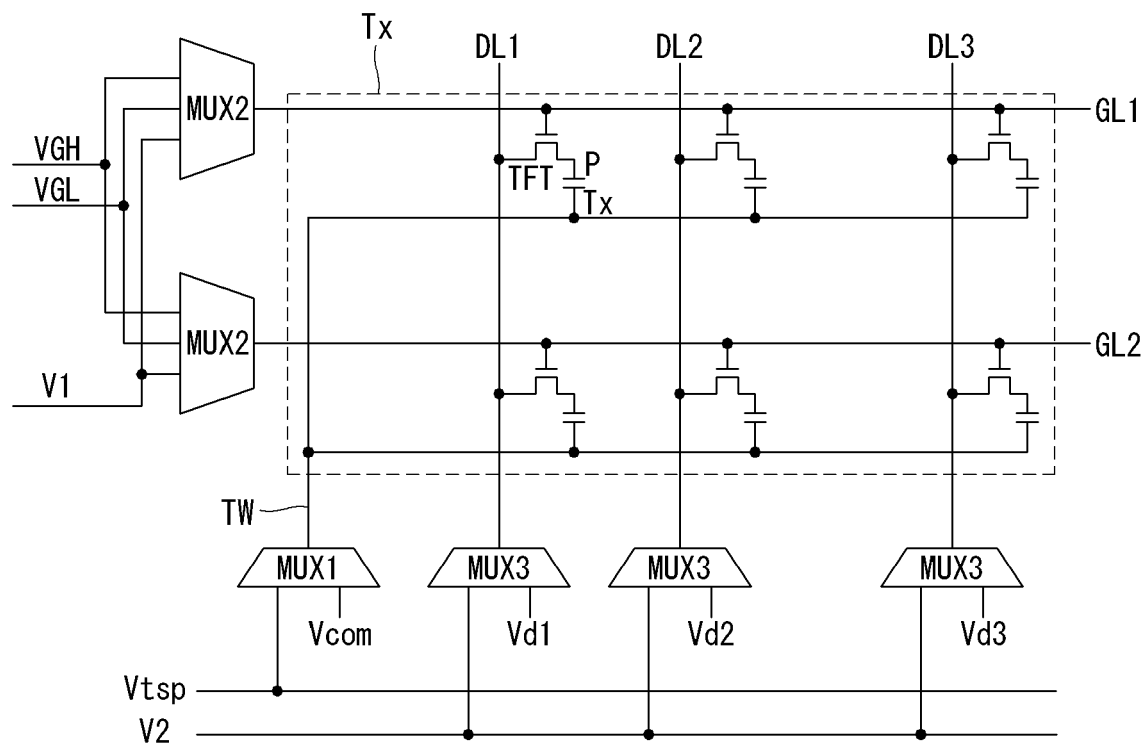 Tx
DL1 DL2 DL3
MUX2 GL1
VGH
TFT P
VGL Tx
MUX2 GL2
V1
TW
MUX1 MUX3 MUX3 MUX3
Vcom Vd1 Vd2 Vd3
Vtsp
V2